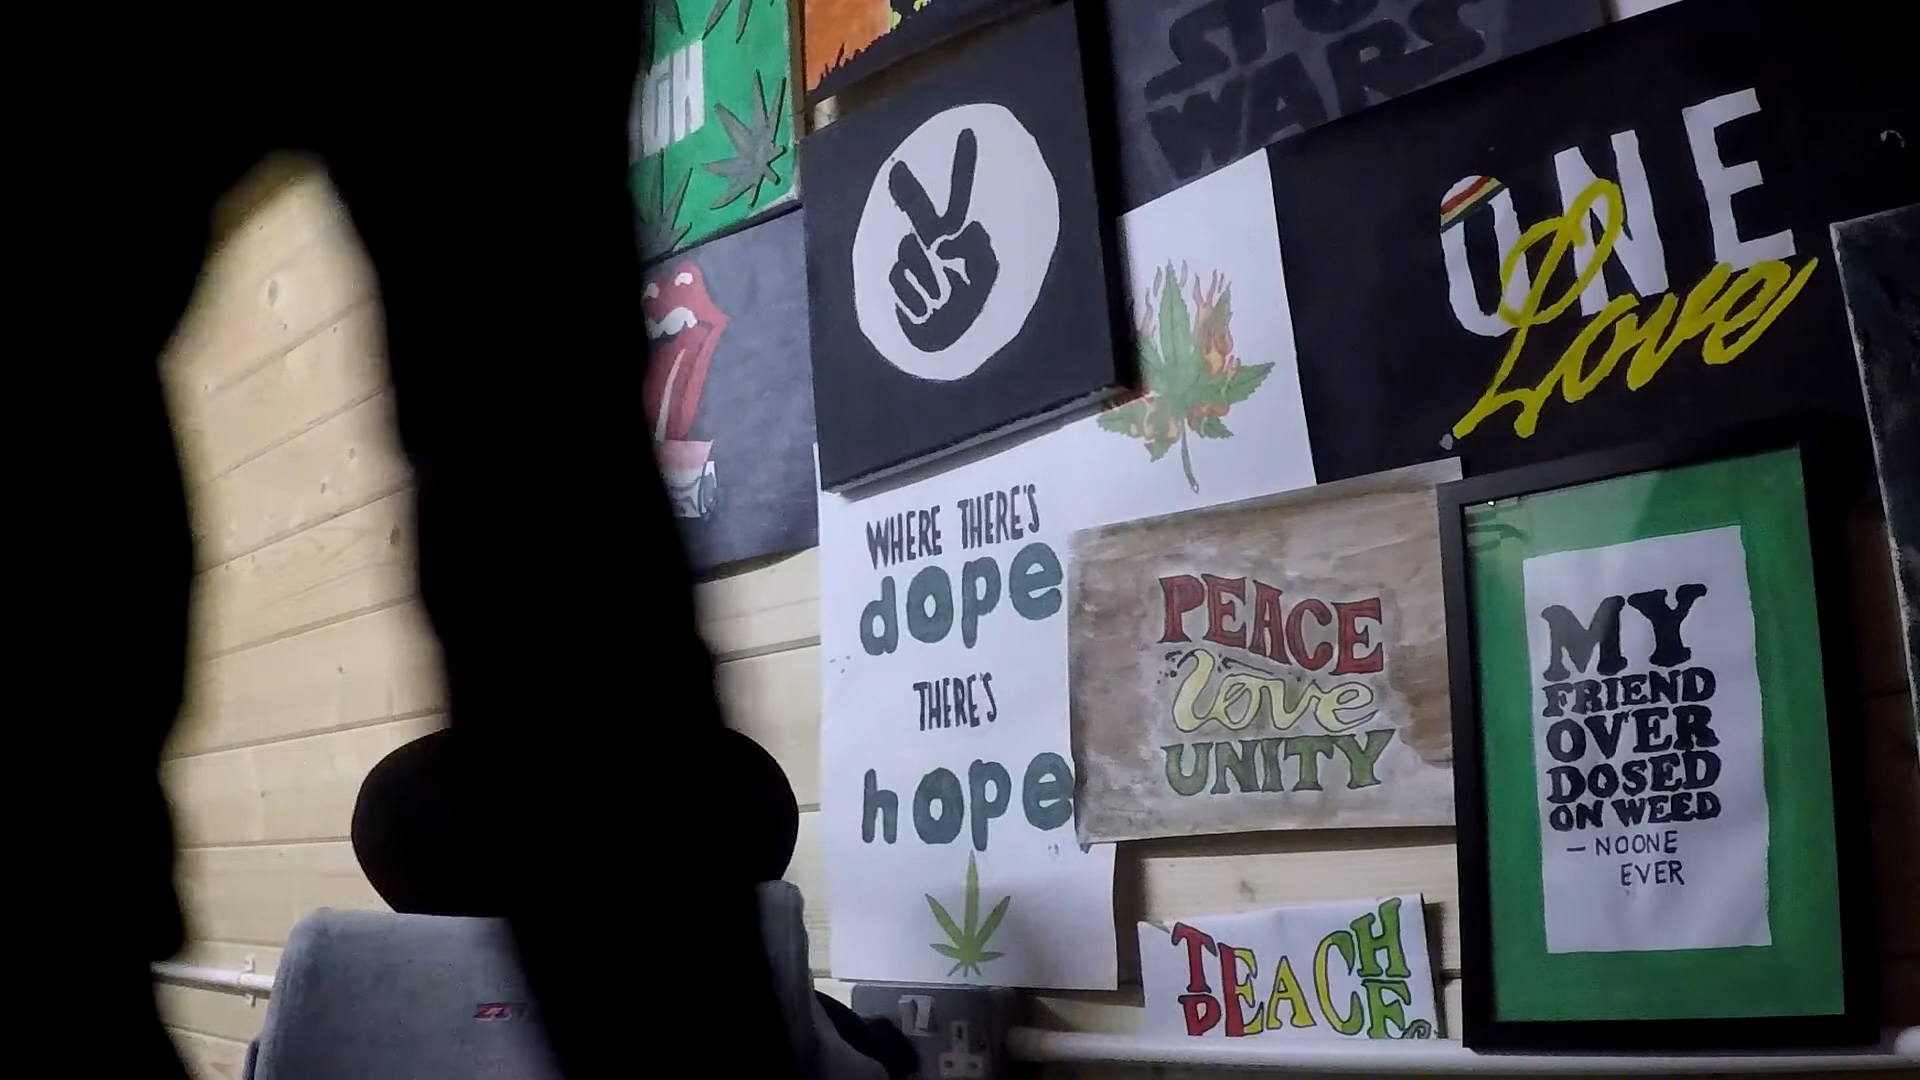 STAR
WARS
ONE
Love
WHERE THERE'S
dope
THERE'S
hope
PEACE
love
UNITY
MY
FRIEND
OVER
DOSED
ON WEED
— NOONE
EVER
TEACH
PEACE